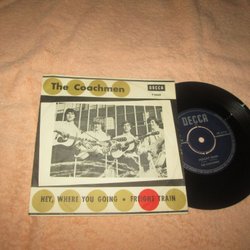 The Coachmen
DECCA
HEY, WHERE YOU GOING • FREIGHT TRAIN
DECCA